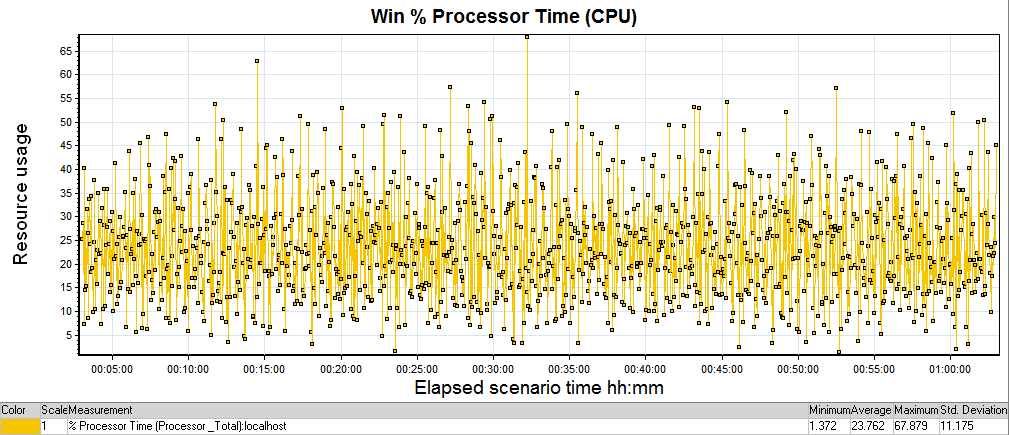 Win % Processor Time (CPU)
Resource usage
65
60
55
50
45
40
35
30
25
20
15
10
5
00:05:00 00:10:00 00:15:00 00:20:00 00:25:00 00:30:00 00:35:00 00:40:00 00:45:00 00:50:00 00:55:00 01:00:00
Elapsed scenario time hh:mm
Color Scale Measurement Minimum Average Maximum Std. Deviation
1 % Processor Time (Processor _Total):localhost 1.372 23.762 67.879 11.175